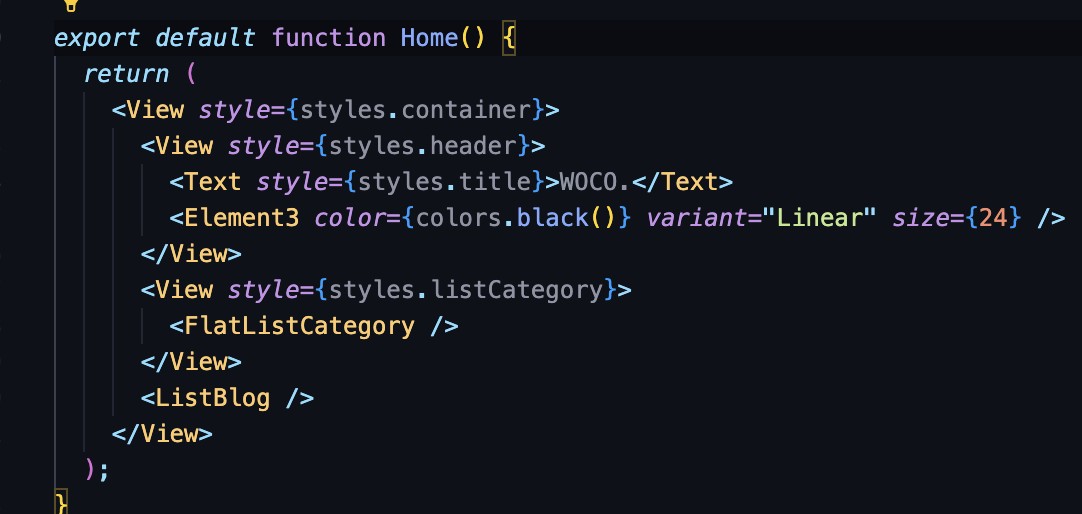 export default function Home() {
  return (
    <View style={styles.container}>
      <View style={styles.header}>
        <Text style={styles.title}>WOCO.</Text>
        <Element3 color={colors.black()} variant="Linear" size={24} />
      </View>
      <View style={styles.listCategory}>
        <FlatListCategory />
      </View>
      <ListBlog />
    </View>
  );
}